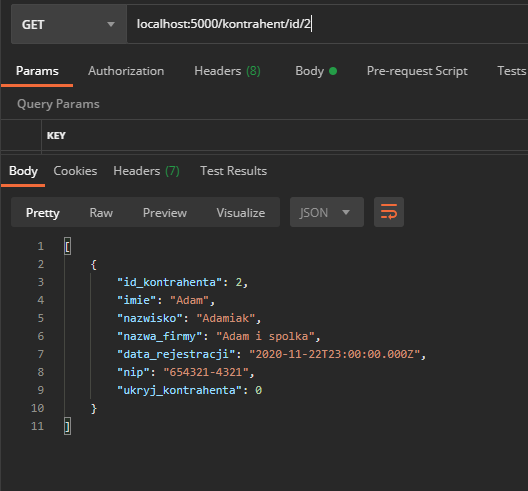 GET localhost:5000/kontrahent/id/2
Params Authorization Headers (8) Body Pre-request Script Tests
Query Params
KEY
Body Cookies Headers (7) Test Results
Pretty Raw Preview Visualize JSON
1 [
2 {
3 "id_kontrahenta": 2,
4 "imie": "Adam",
5 "nazwisko": "Adamiak",
6 "nazwa_firmy": "Adam i spolka",
7 "data_rejestracji": "2020-11-22T23:00:00.000Z",
8 "nip": "654321-4321",
9 "ukryj_kontrahenta": 0
10 }
11 ]